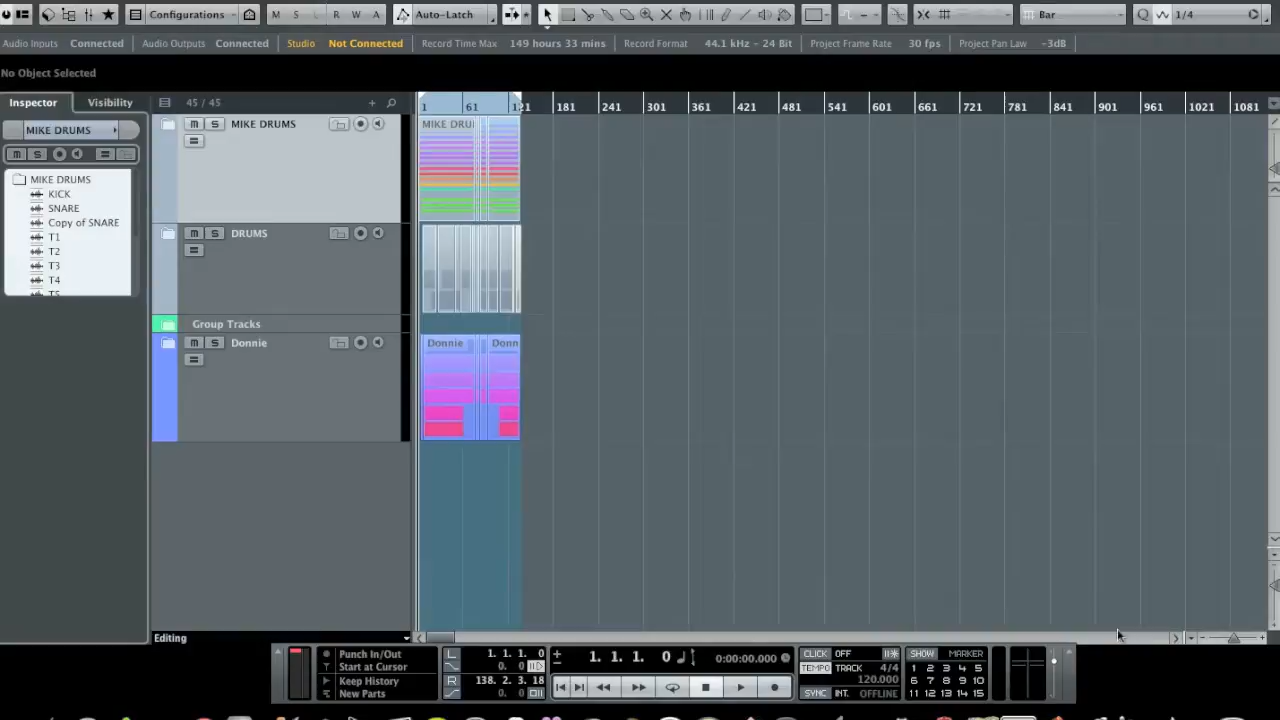 Configurations M S R W A Auto-Latch Bar Q 1/4
Audio Inputs Connected Audio Outputs Connected Studio Not Connected Record Time Max 149 hours 33 mins Record Format 44.1 kHz - 24 Bit Project Frame Rate 30 fps Project Pan Law -3dB
No Object Selected
Inspector Visibility 45 / 45 + 1 61 121 181 241 301 361 421 481 541 601 661 721 781 841 901 961 1021 1081
MIKE DRUMS M S MIKE DRUMS MIKE DRU
M S
MIKE DRUMS
KICK
SNARE
Copy of SNARE
T1
T2
T3
T4
T5
M S DRUMS
Group Tracks
M S Donnie Donnie Donn
Editing
Punch In/Out
Start at Cursor
Keep History
New Parts
L 1. 1. 1. 0
0. 0
R 138. 2. 3. 18
0. 0
1. 1. 1. 0 0:00:00.000
CLICK OFF
TEMPO TRACK 4/4
120.000
SYNC INT. OFFLINE
SHOW MARKER
1 2 3 4 5
6 7 8 9 10
11 12 13 14 15